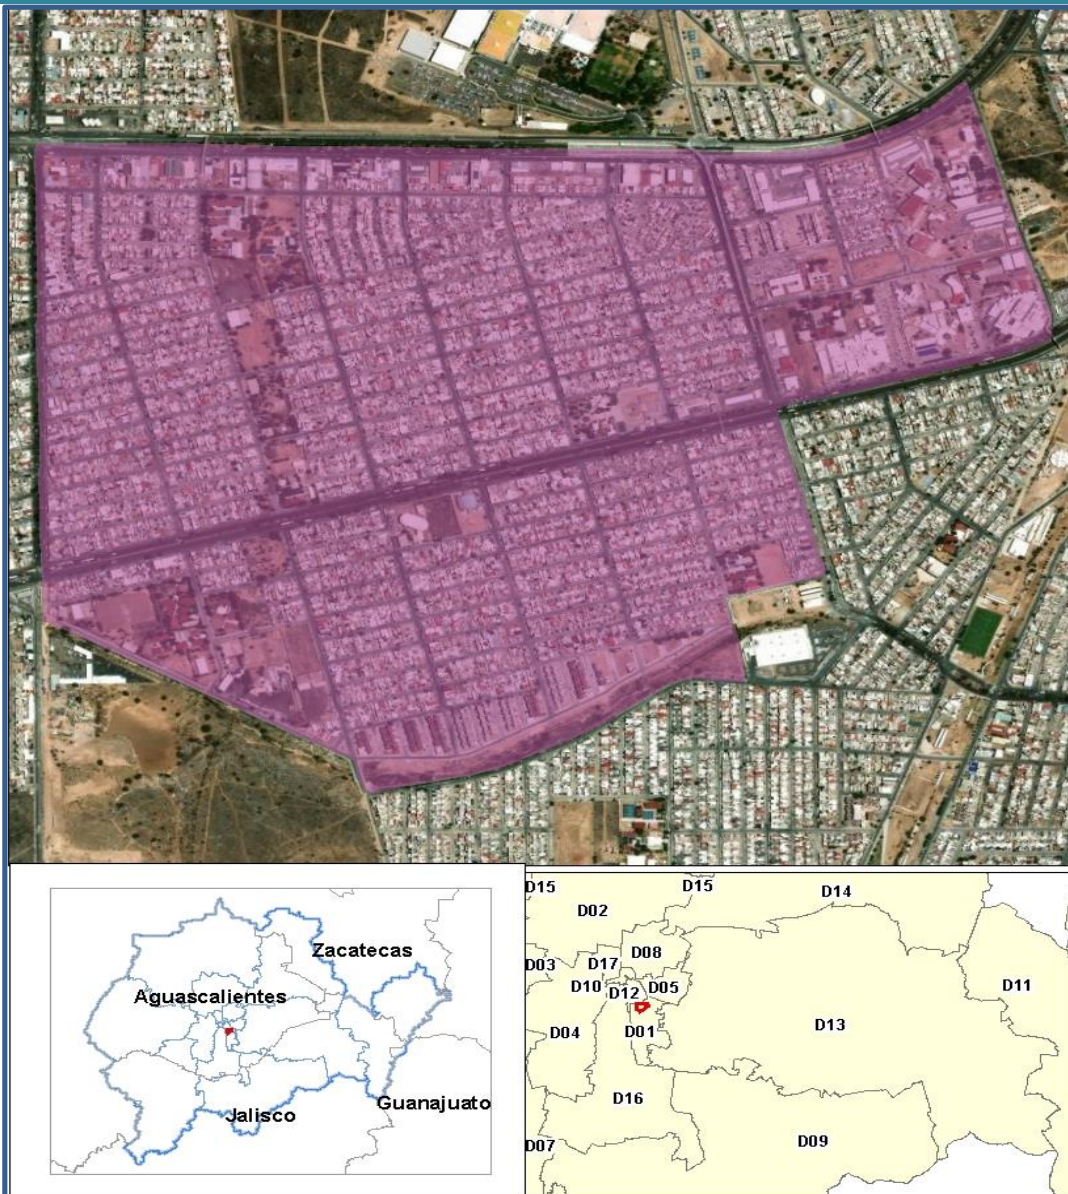 Zacatecas
Aguascalientes
Guanajuato
Jalisco
D15
D15
D14
D02
D08
D03
D17
D10
D12
D05
D11
D04
D01
D13
D16
D07
D09